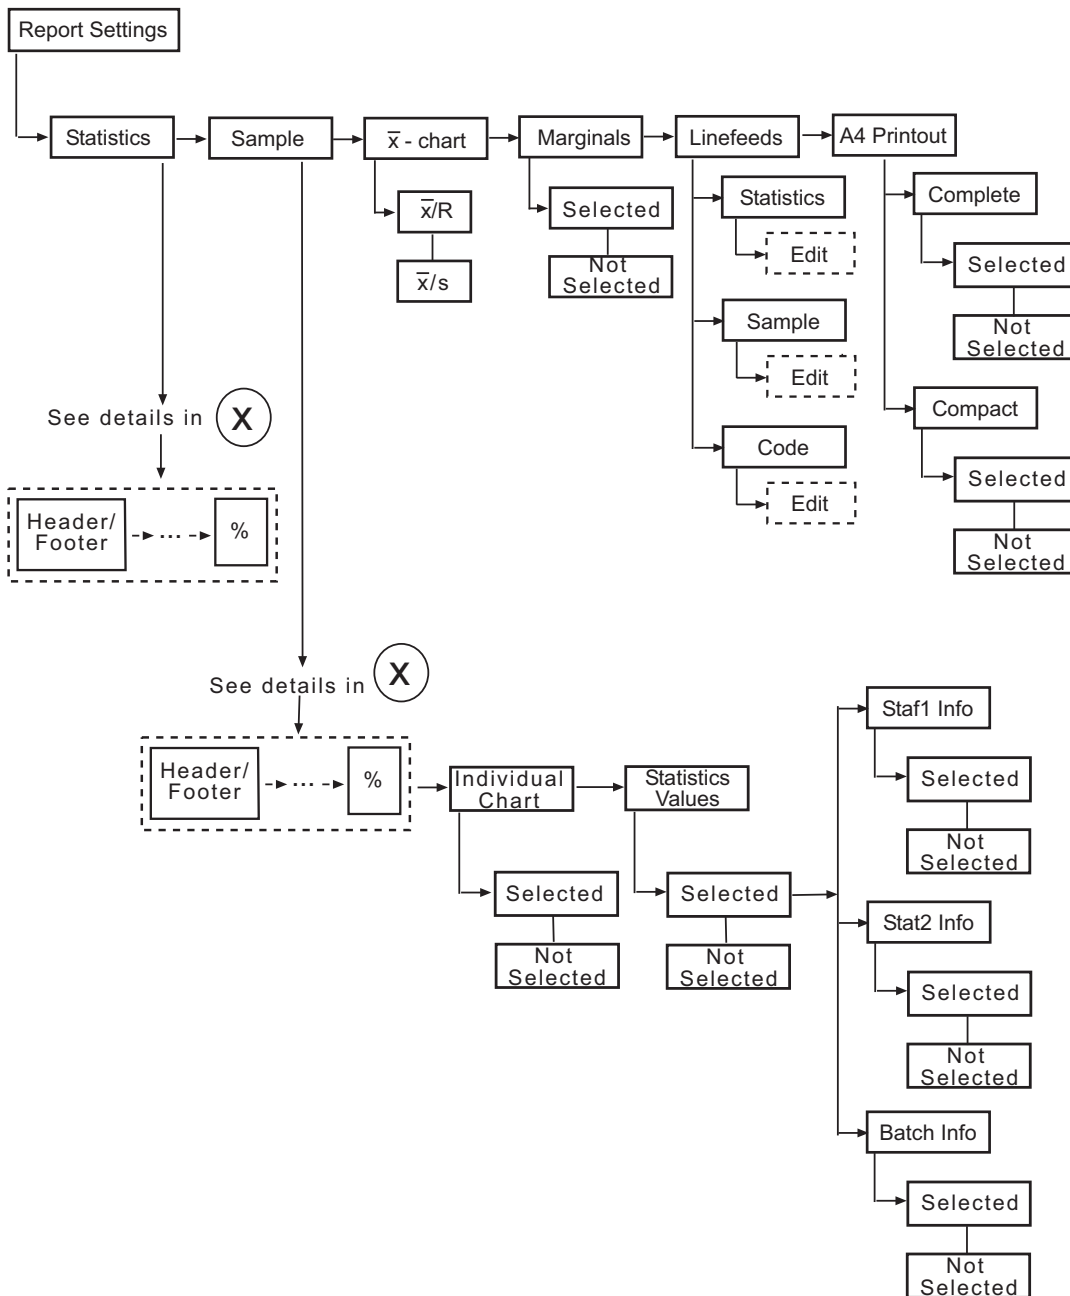 Report Settings
Statistics
Sample
x̅ - chart
Marginals
Linefeeds
A4 Printout
x̅/R
x̅/s
Selected
Not
Selected
Statistics
Edit
Sample
Edit
Code
Edit
Complete
Selected
Not
Selected
Compact
Selected
Not
Selected
See details in X
Header/
Footer
...
%
See details in X
Header/
Footer
...
%
Individual
Chart
Selected
Not
Selected
Statistics
Values
Selected
Not
Selected
Staf1 Info
Selected
Not
Selected
Stat2 Info
Selected
Not
Selected
Batch Info
Selected
Not
Selected